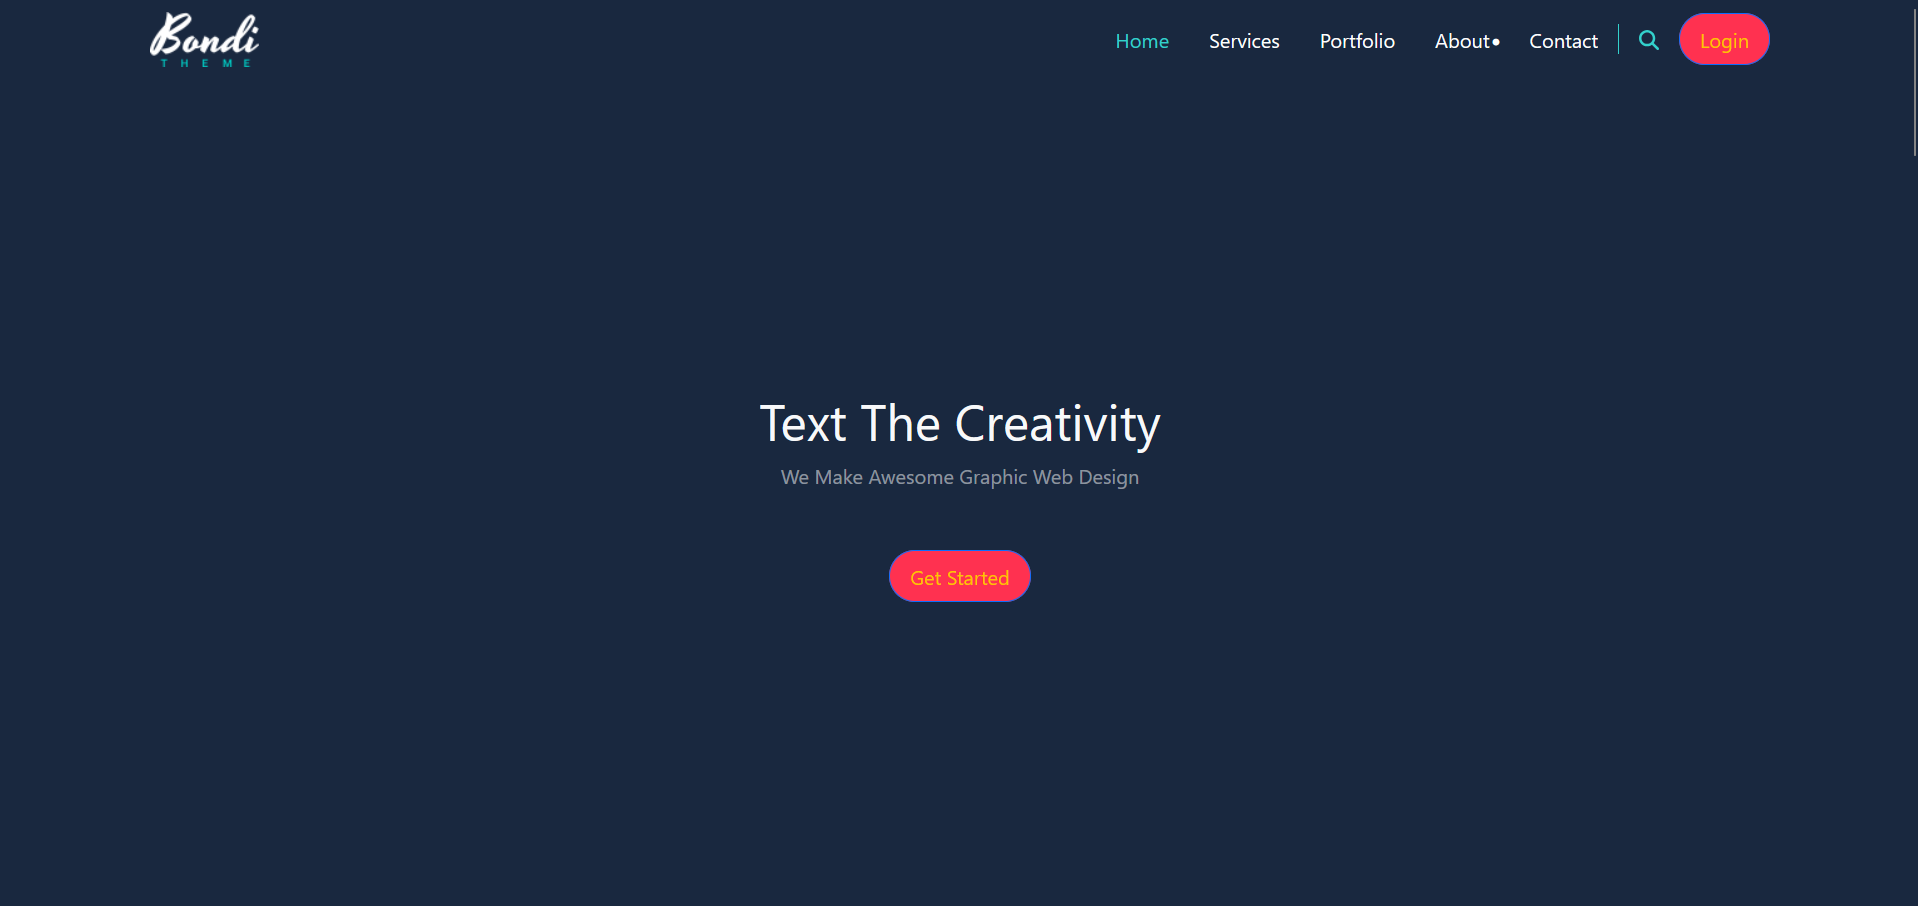 Bondi
THEME
Home Services Portfolio About Contact Login
Text The Creativity
We Make Awesome Graphic Web Design
Get Started